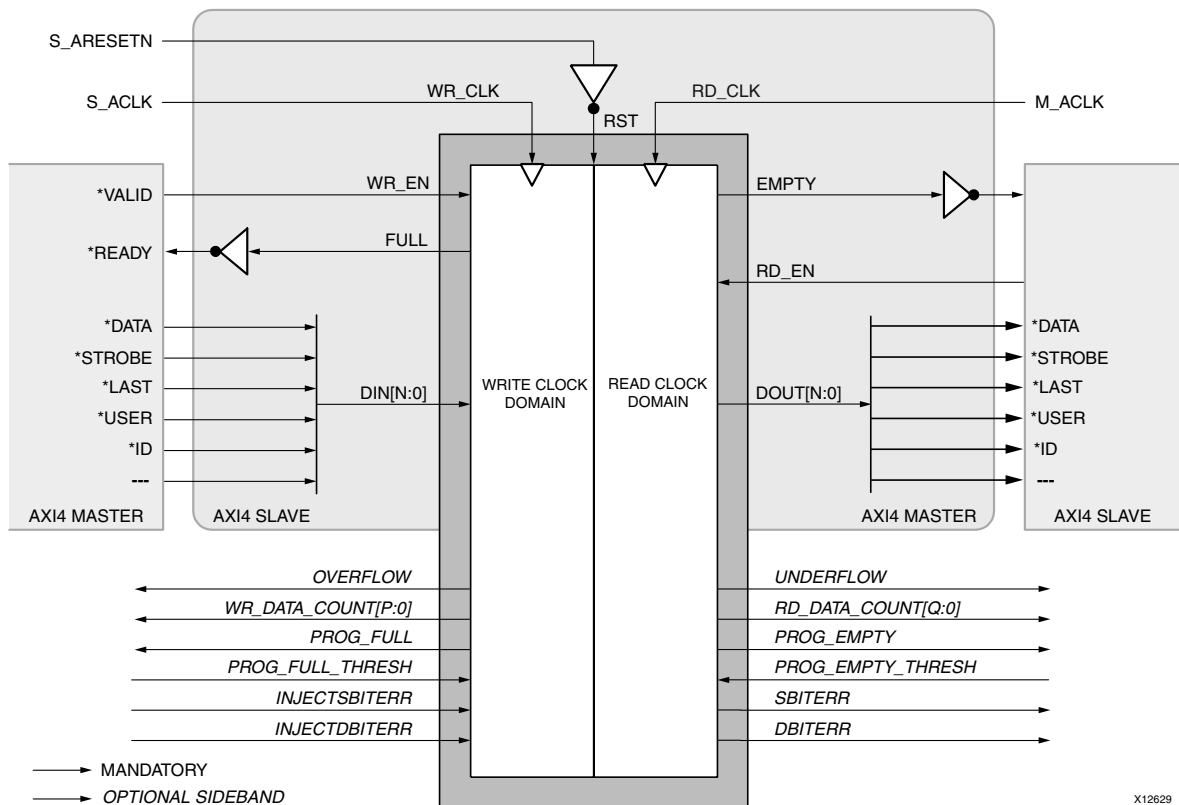 S_ARESETN
S_ACLK
WR_CLK
RD_CLK
M_ACLK
RST
*VALID
WR_EN
EMPTY
*READY
FULL
RD_EN
*DATA
*STROBE
*LAST
*USER
*ID
---
DIN[N:0]
WRITE CLOCK
DOMAIN
READ CLOCK
DOMAIN
DOUT[N:0]
*DATA
*STROBE
*LAST
*USER
*ID
---
AXI4 MASTER
AXI4 SLAVE
AXI4 MASTER
AXI4 SLAVE
OVERFLOW
WR_DATA_COUNT[P:0]
PROG_FULL
PROG_FULL_THRESH
INJECTSBITERR
INJECTDBITERR
UNDERFLOW
RD_DATA_COUNT[Q:0]
PROG_EMPTY
PROG_EMPTY_THRESH
SBITERR
DBITERR
MANDATORY
OPTIONAL SIDEBAND
X12629